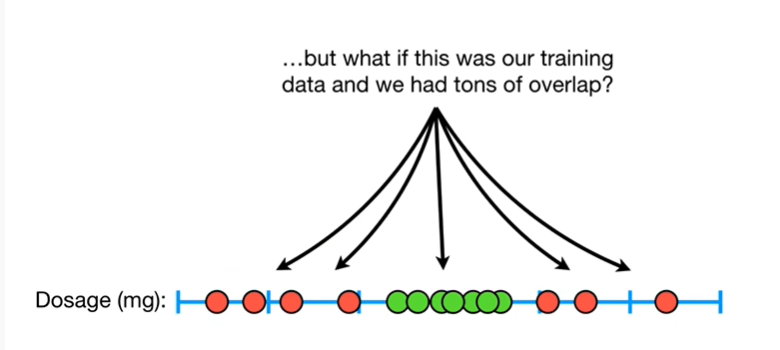 ...but what if this was our training
data and we had tons of overlap?
Dosage (mg):